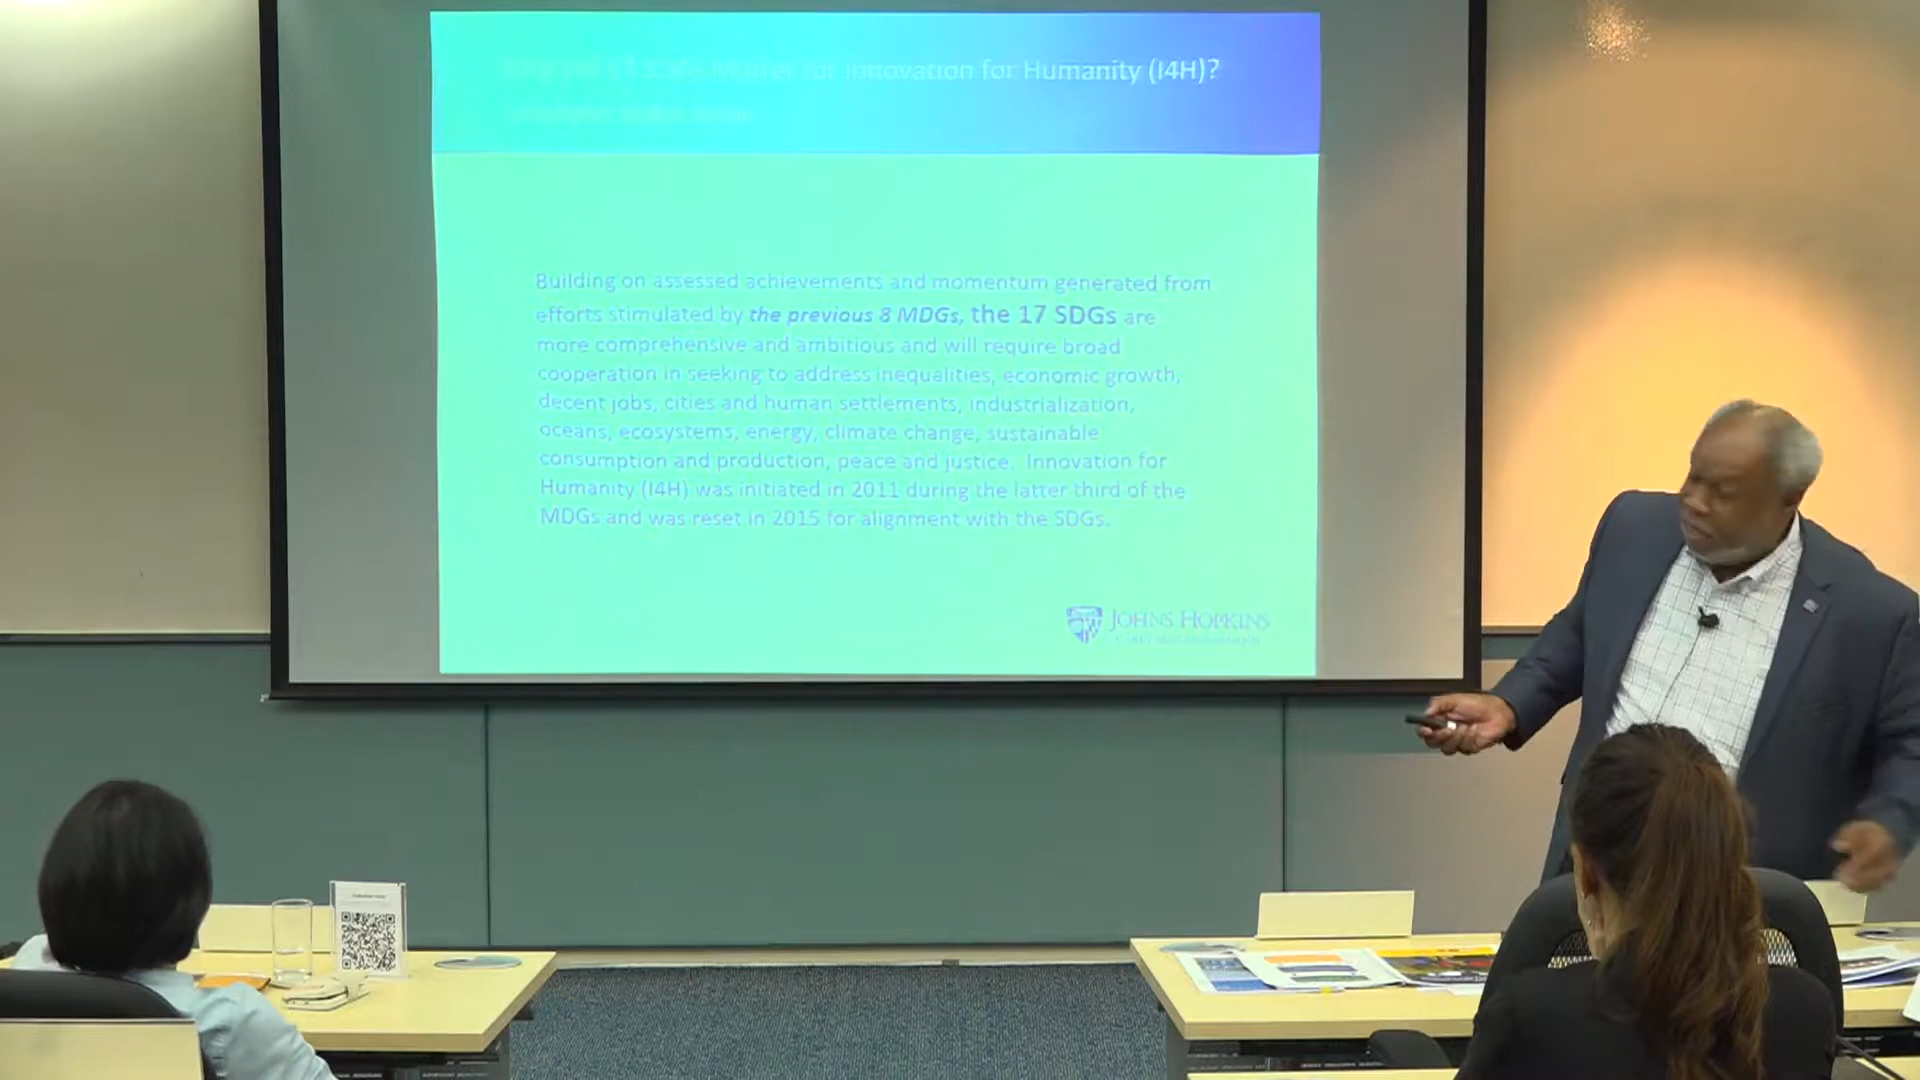 SDGs Matter for Innovation for Humanity (I4H)?
Building on assessed achievements and momentum generated from
efforts stimulated by the previous 8 MDGs, the 17 SDGs are
more comprehensive and ambitious and will require broad
cooperation in seeking to address inequalities, economic growth,
decent jobs, cities and human settlements, industrialization,
oceans, ecosystems, energy, climate change, sustainable
consumption and production, peace and justice. Innovation for
Humanity (I4H) was initiated in 2011 during the latter third of the
MDGs and was reset in 2015 for alignment with the SDGs.
JOHNS HOPKINS